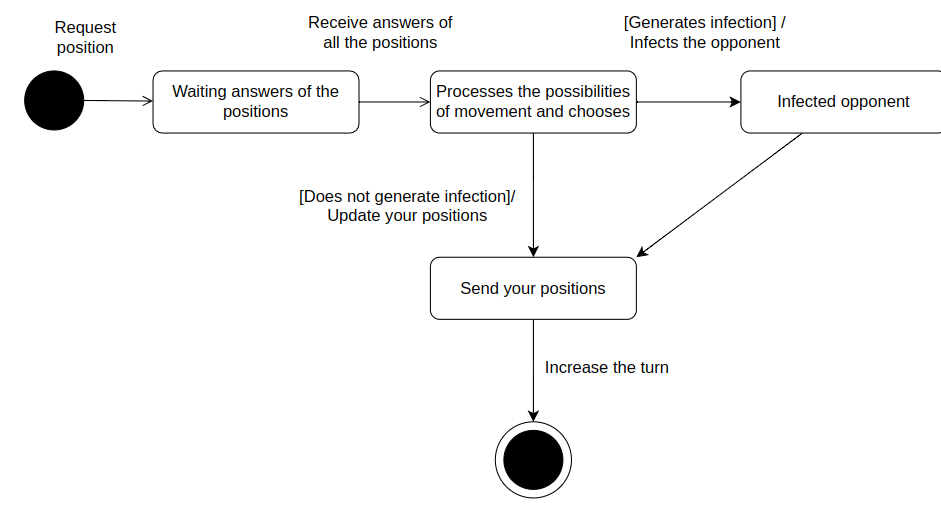 Request
position
Receive answers of
all the positions
[Generates infection] /
Infects the opponent
Waiting answers of the
positions
Processes the possibilities
of movement and chooses
Infected opponent
[Does not generate infection]/
Update your positions
Send your positions
Increase the turn